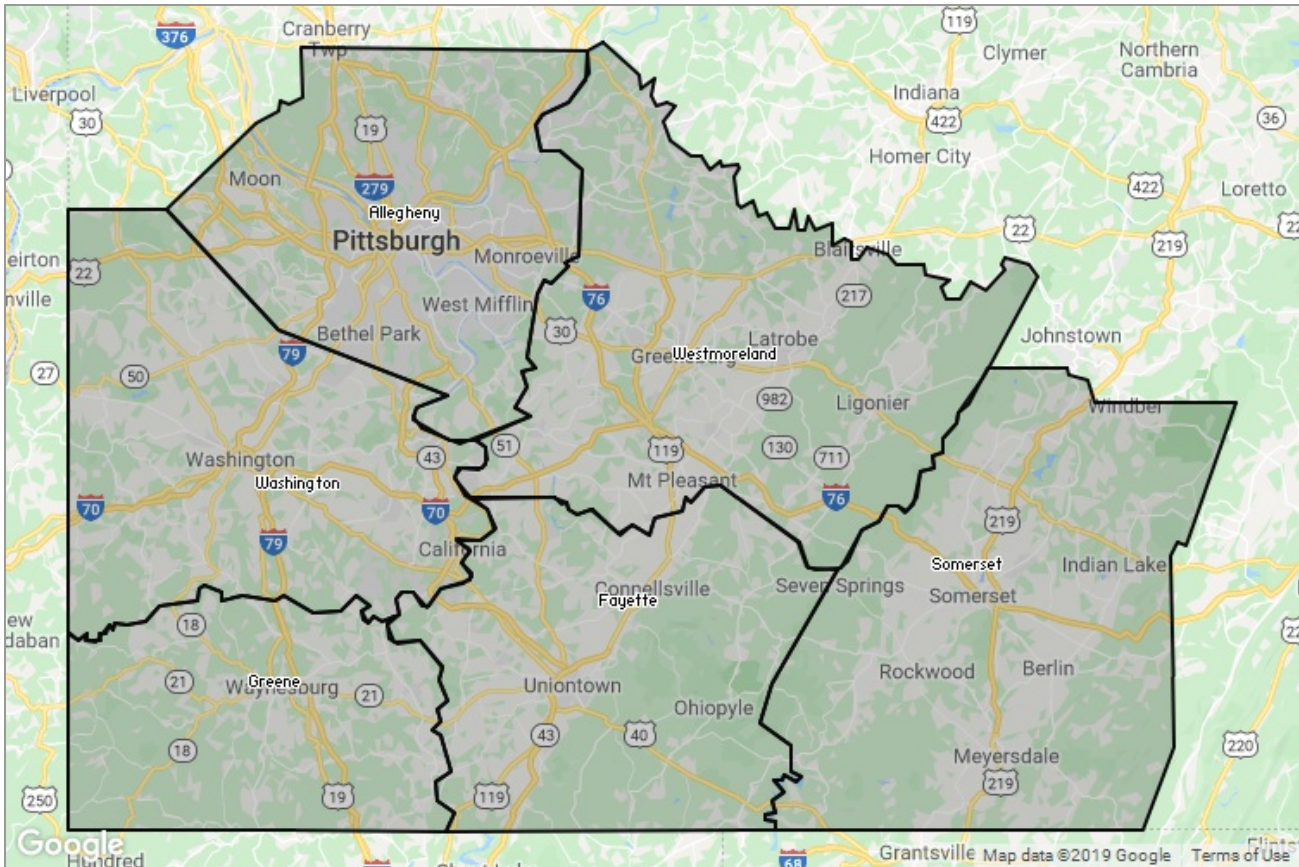 Cranberry
Twp
119
Clymer
Northern
Cambria
376
Liverpool
30
Indiana
422
36
19
Homer City
Moon
279
422
Loretto
Allegheny
Pittsburgh
Monroeville
Blairsville
22
22
219
eirton
nville
22
76
217
West Mifflin
30
Bethel Park
79
Latrobe
Johnstown
Westmoreland
27
50
982
Ligonier
Windber
51
43
119
130
711
Washington
Washington
Mt Pleasant
70
70
76
219
79
California
Somerset
Indian Lake
Connellsville
Seven Springs
Fayette
Somerset
ew
daban
18
22
21
Greene
Waynesburg
21
Uniontown
Rockwood
Berlin
Ohiopyle
18
43
40
220
Meyersdale
219
250
19
119
Google
Hundred
68
Grantsville
Map data ©2019 Google
Terms of Use